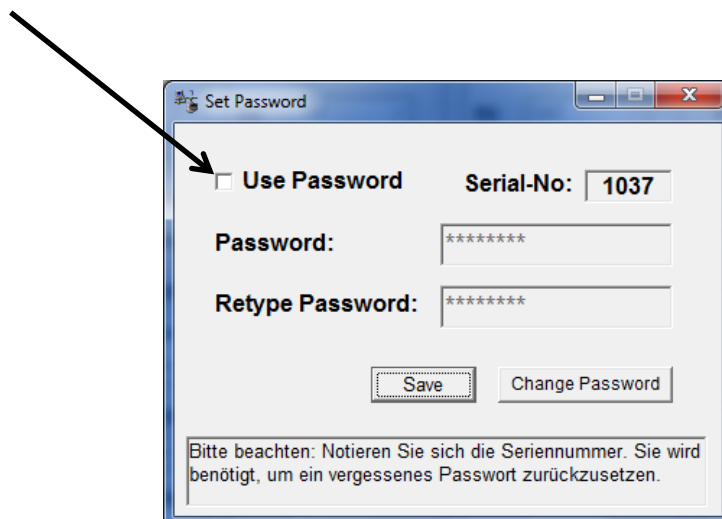 Set Password
Use Password Serial-No: 1037
Password: ********
Retype Password: ********
Save Change Password
Bitte beachten: Notieren Sie sich die Seriennummer. Sie wird
benötigt, um ein vergessenes Passwort zurückzusetzen.